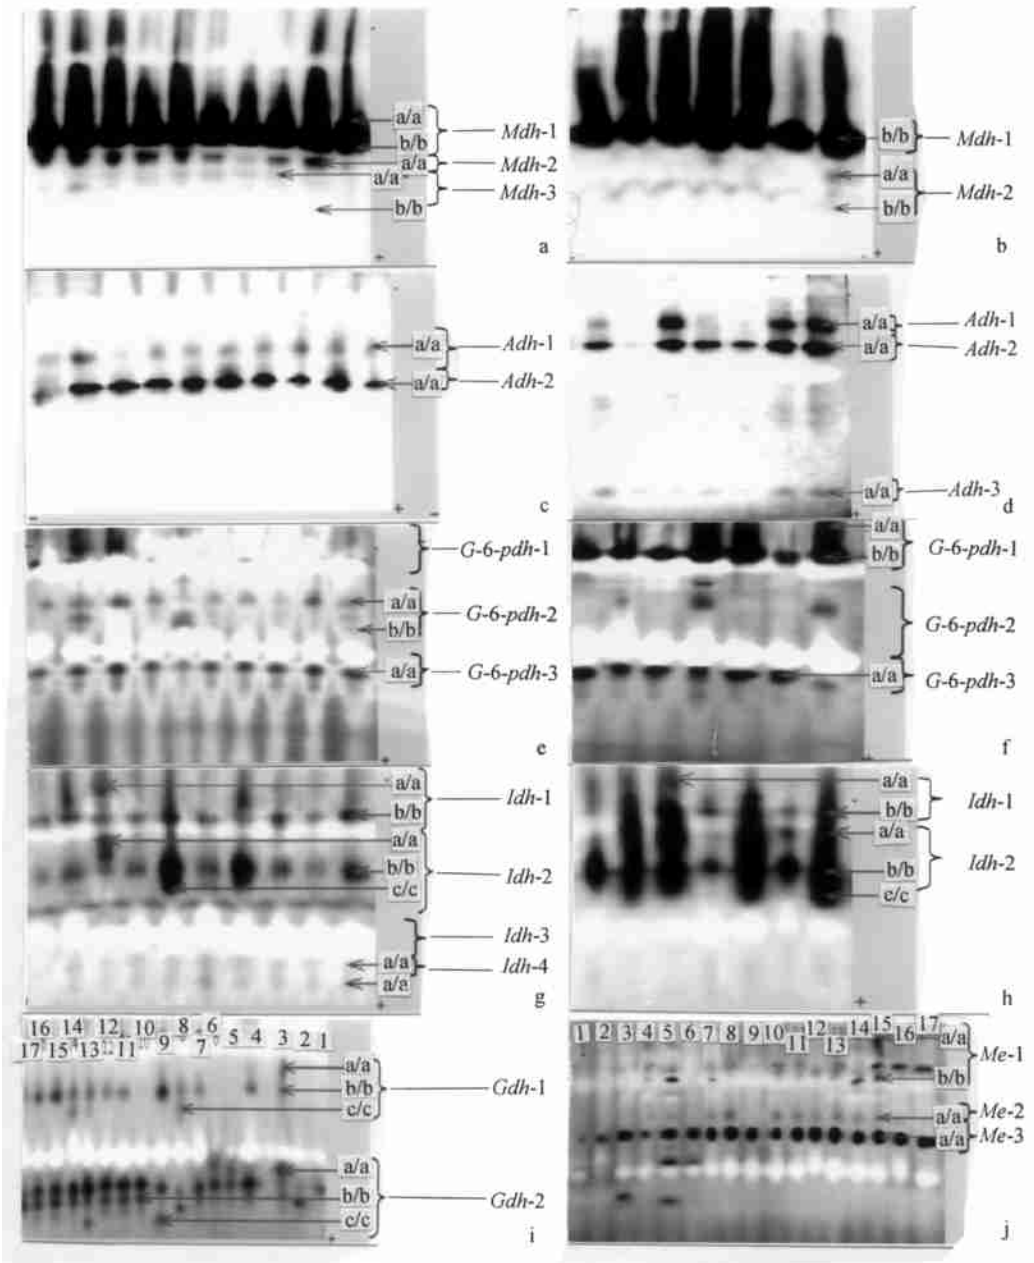 a/a
b/b
Mdh-1
a/a
Mdh-2
a/a
Mdh-3
b/b
a
b/b
Mdh-1
a/a
Mdh-2
b/b
b
a/a
Adh-1
a/a
Adh-2
c
a/a
Adh-1
a/a
Adh-2
a/a
Adh-3
d
G-6-pdh-1
a/a
G-6-pdh-2
b/b
a/a
G-6-pdh-3
e
a/a
G-6-pdh-1
b/b
G-6-pdh-2
a/a
G-6-pdh-3
f
a/a
Idh-1
b/b
a/a
b/b
Idh-2
c/c
Idh-3
a/a
Idh-4
a/a
g
a/a
Idh-1
b/b
a/a
Idh-2
b/b
c/c
h
16 14 12 10 8 6 5 4 3 2 1
17 15 13 11 9 7
a/a
b/b
Gdh-1
c/c
a/a
b/b
Gdh-2
c/c
i
1 2 3 4 5 6 7 8 9 10 12 14 15 16 17
11 13
a/a
Me-1
b/b
a/a
Me-2
a/a
Me-3
j